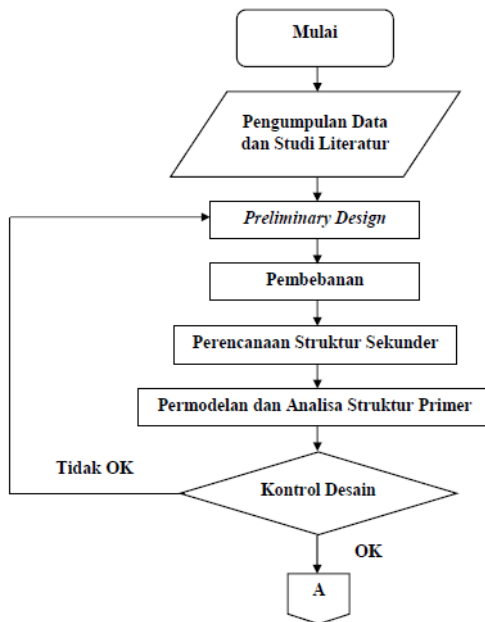 Mulai
Pengumpulan Data
dan Studi Literatur
Preliminary Design
Pembebanan
Perencanaan Struktur Sekunder
Permodelan dan Analisa Struktur Primer
Tidak OK
Kontrol Desain
OK
A